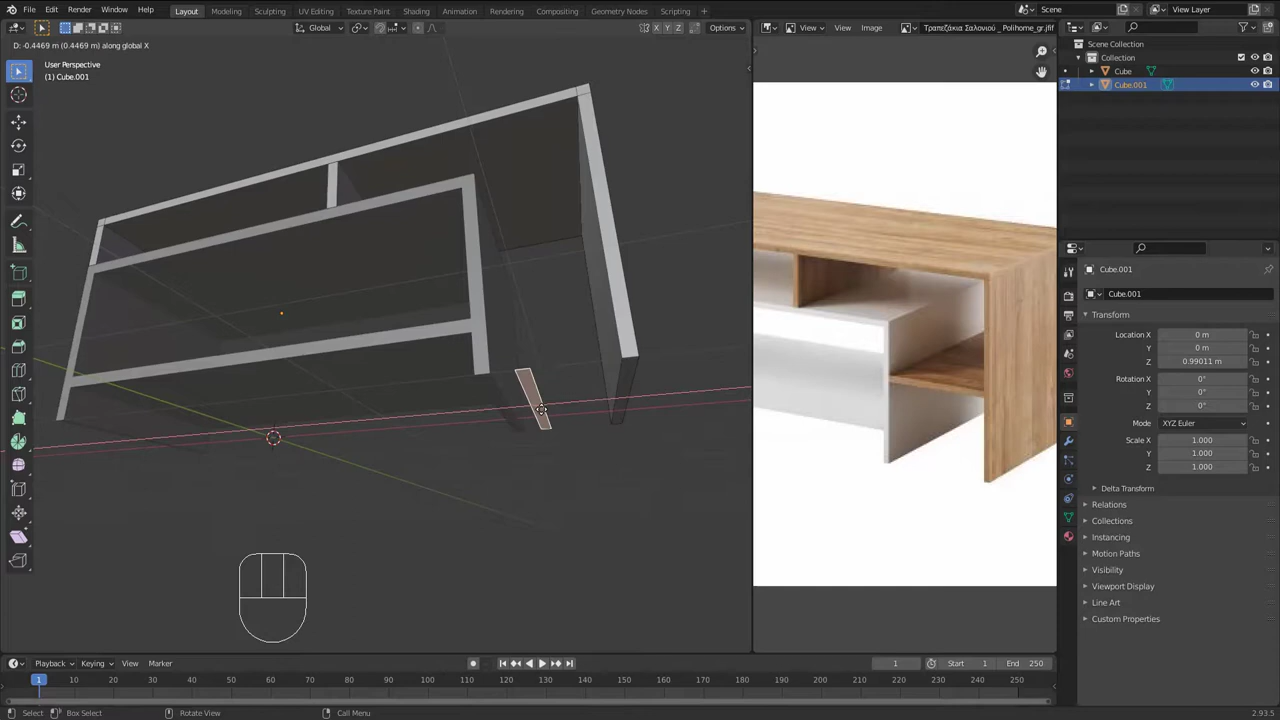 File Edit Render Window Help Layout Modeling Sculpting UV Editing Texture Paint Shading Animation Rendering Compositing Geometry Nodes Scripting + Scene View Layer
Global X Y Z Options View View Image Τραπεζάκια Σαλονιού _ Polihome_gr.jfif
D: -0.4469 m (0.4469 m) along global X
User Perspective
(1) Cube.001
Scene Collection
Collection
Cube
Cube.001
Cube.001
Cube.001
Transform
Location X 0 m
Y 0 m
Z 0.99011 m
Rotation X 0°
Y 0°
Z 0°
Mode XYZ Euler
Scale X 1.000
Y 1.000
Z 1.000
Delta Transform
Relations
Collections
Instancing
Motion Paths
Visibility
Viewport Display
Line Art
Custom Properties
Playback Keying View Marker 1 Start 1 End 250
1 10 20 30 40 50 60 70 80 90 100 110 120 130 140 150 160 170 180 190 200 210 220 230 240 250
Select Box Select Rotate View Call Menu 2.93.5